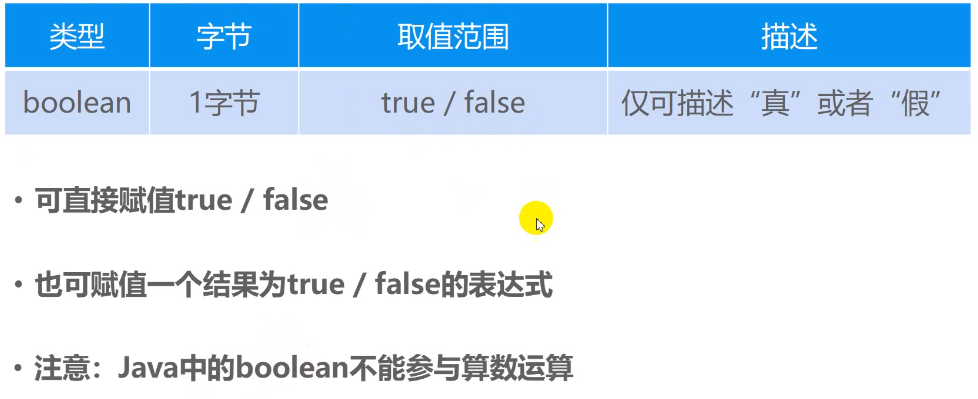 类型 字节 取值范围 描述
boolean 1字节 true / false 仅可描述“真”或者“假”
• 可直接赋值true / false
• 也可赋值一个结果为true / false的表达式
• 注意：Java中的boolean不能参与算数运算